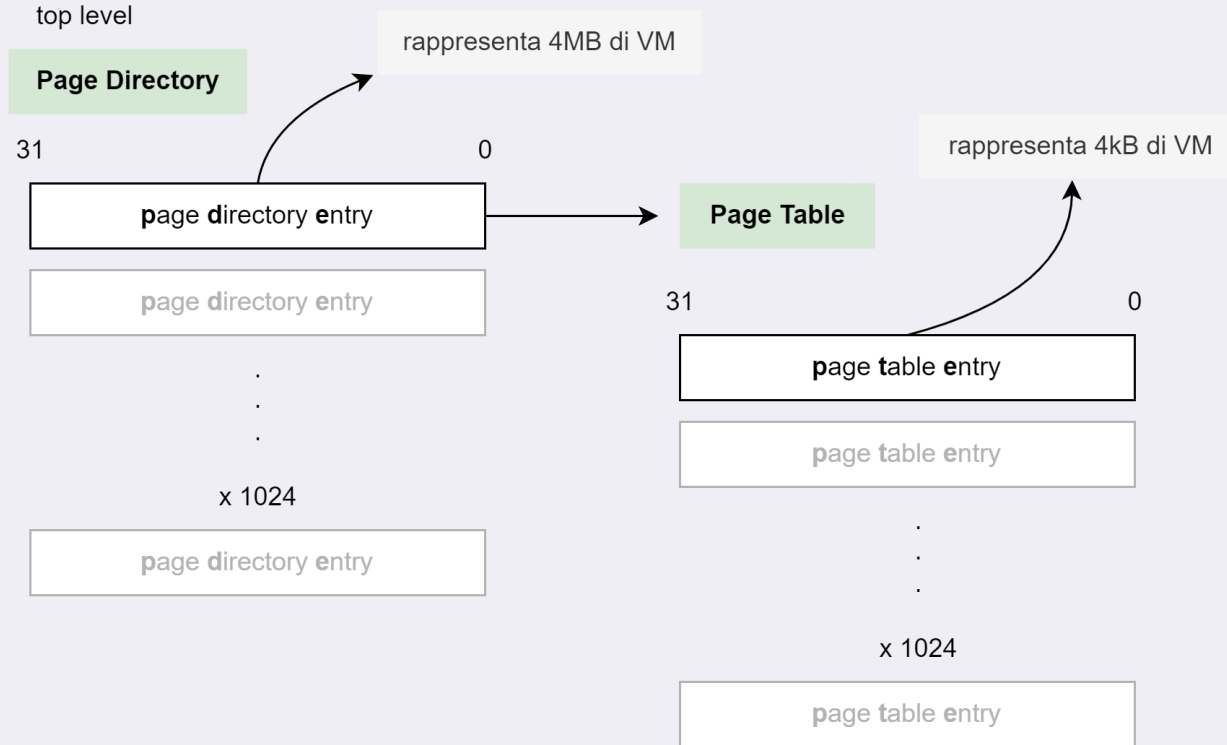 top level
rappresenta 4MB di VM
Page Directory
31 0
rappresenta 4kB di VM
page directory entry
Page Table
page directory entry
31 0
page table entry
.
.
.
page table entry
x 1024
.
.
.
page directory entry
x 1024
page table entry